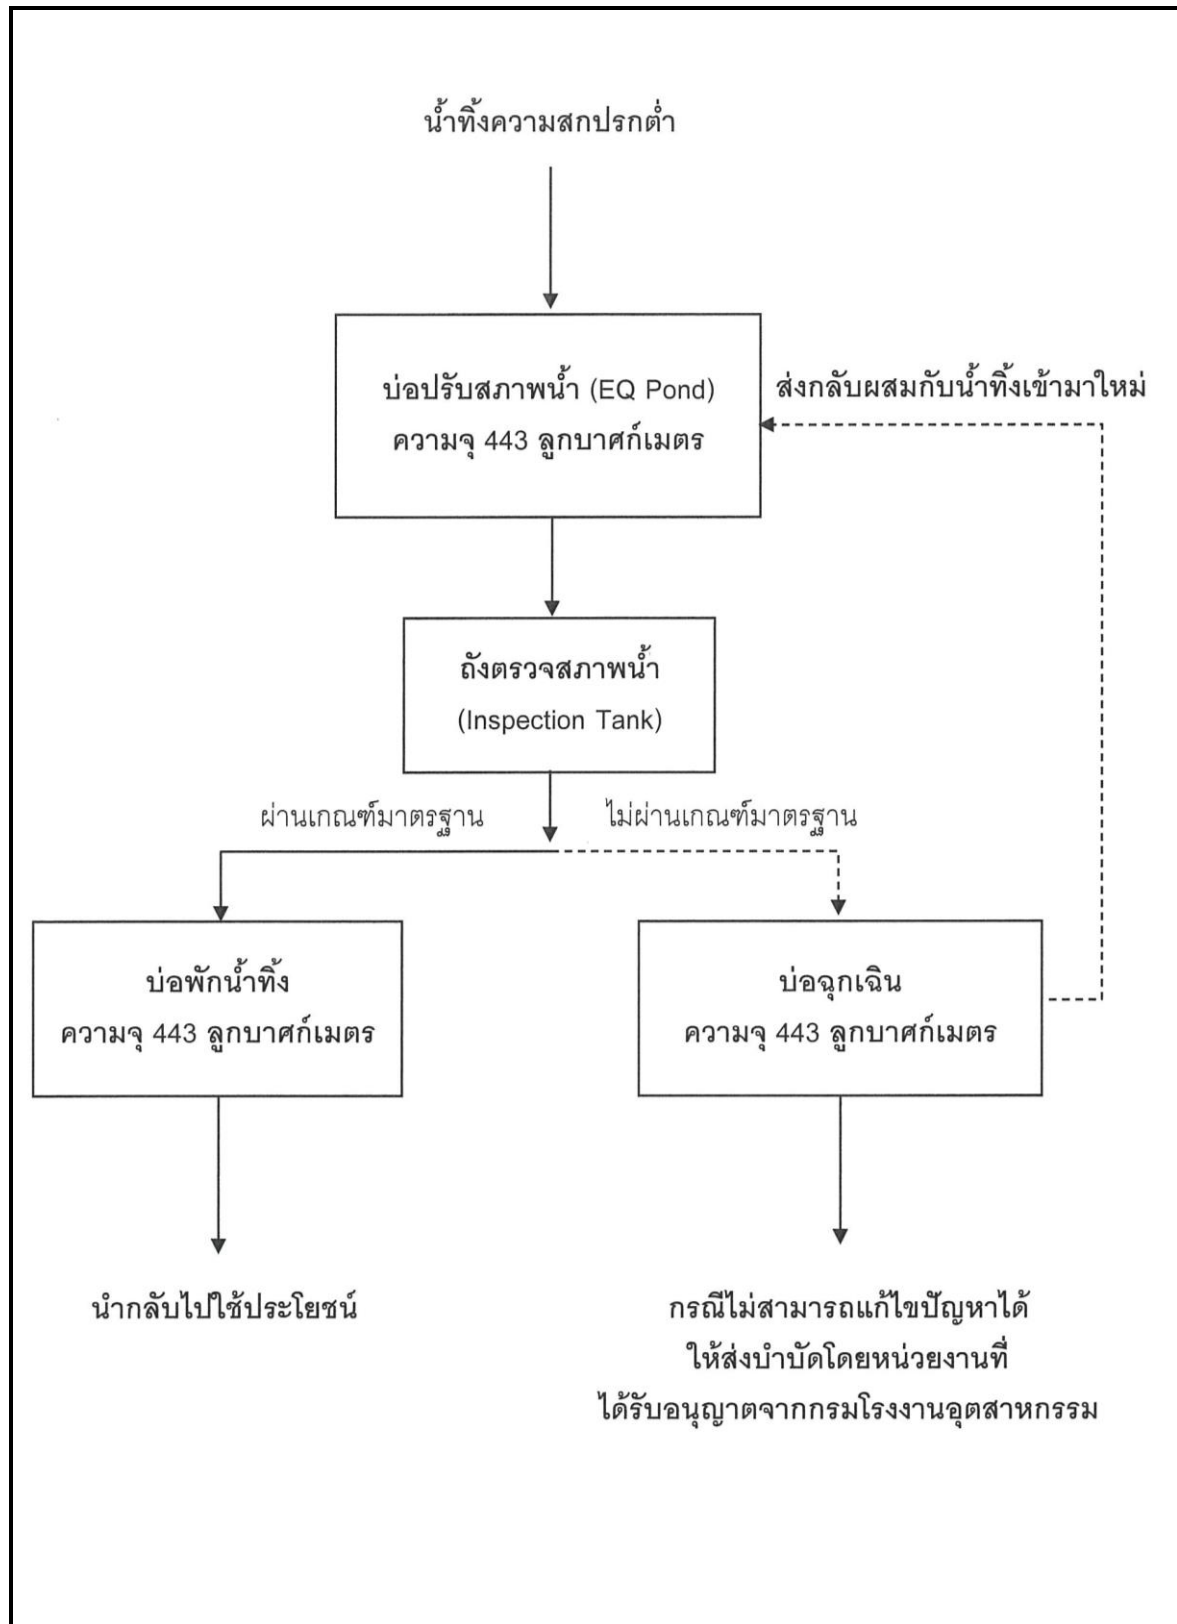 น้ำทิ้งความสกปรกต่ำ
บ่อปรับสภาพน้ำ (EQ Pond)
ความจุ 443 ลูกบาศก์เมตร
ส่งกลับผสมกับน้ำทิ้งเข้ามาใหม่
ถังตรวจสภาพน้ำ
(Inspection Tank)
ผ่านเกณฑ์มาตรฐาน
ไม่ผ่านเกณฑ์มาตรฐาน
บ่อพักน้ำทิ้ง
ความจุ 443 ลูกบาศก์เมตร
บ่อฉุกเฉิน
ความจุ 443 ลูกบาศก์เมตร
นำกลับไปใช้ประโยชน์
กรณีไม่สามารถแก้ไขปัญหาได้
ให้ส่งบำบัดโดยหน่วยงานที่
ได้รับอนุญาตจากกรมโรงงานอุตสาหกรรม